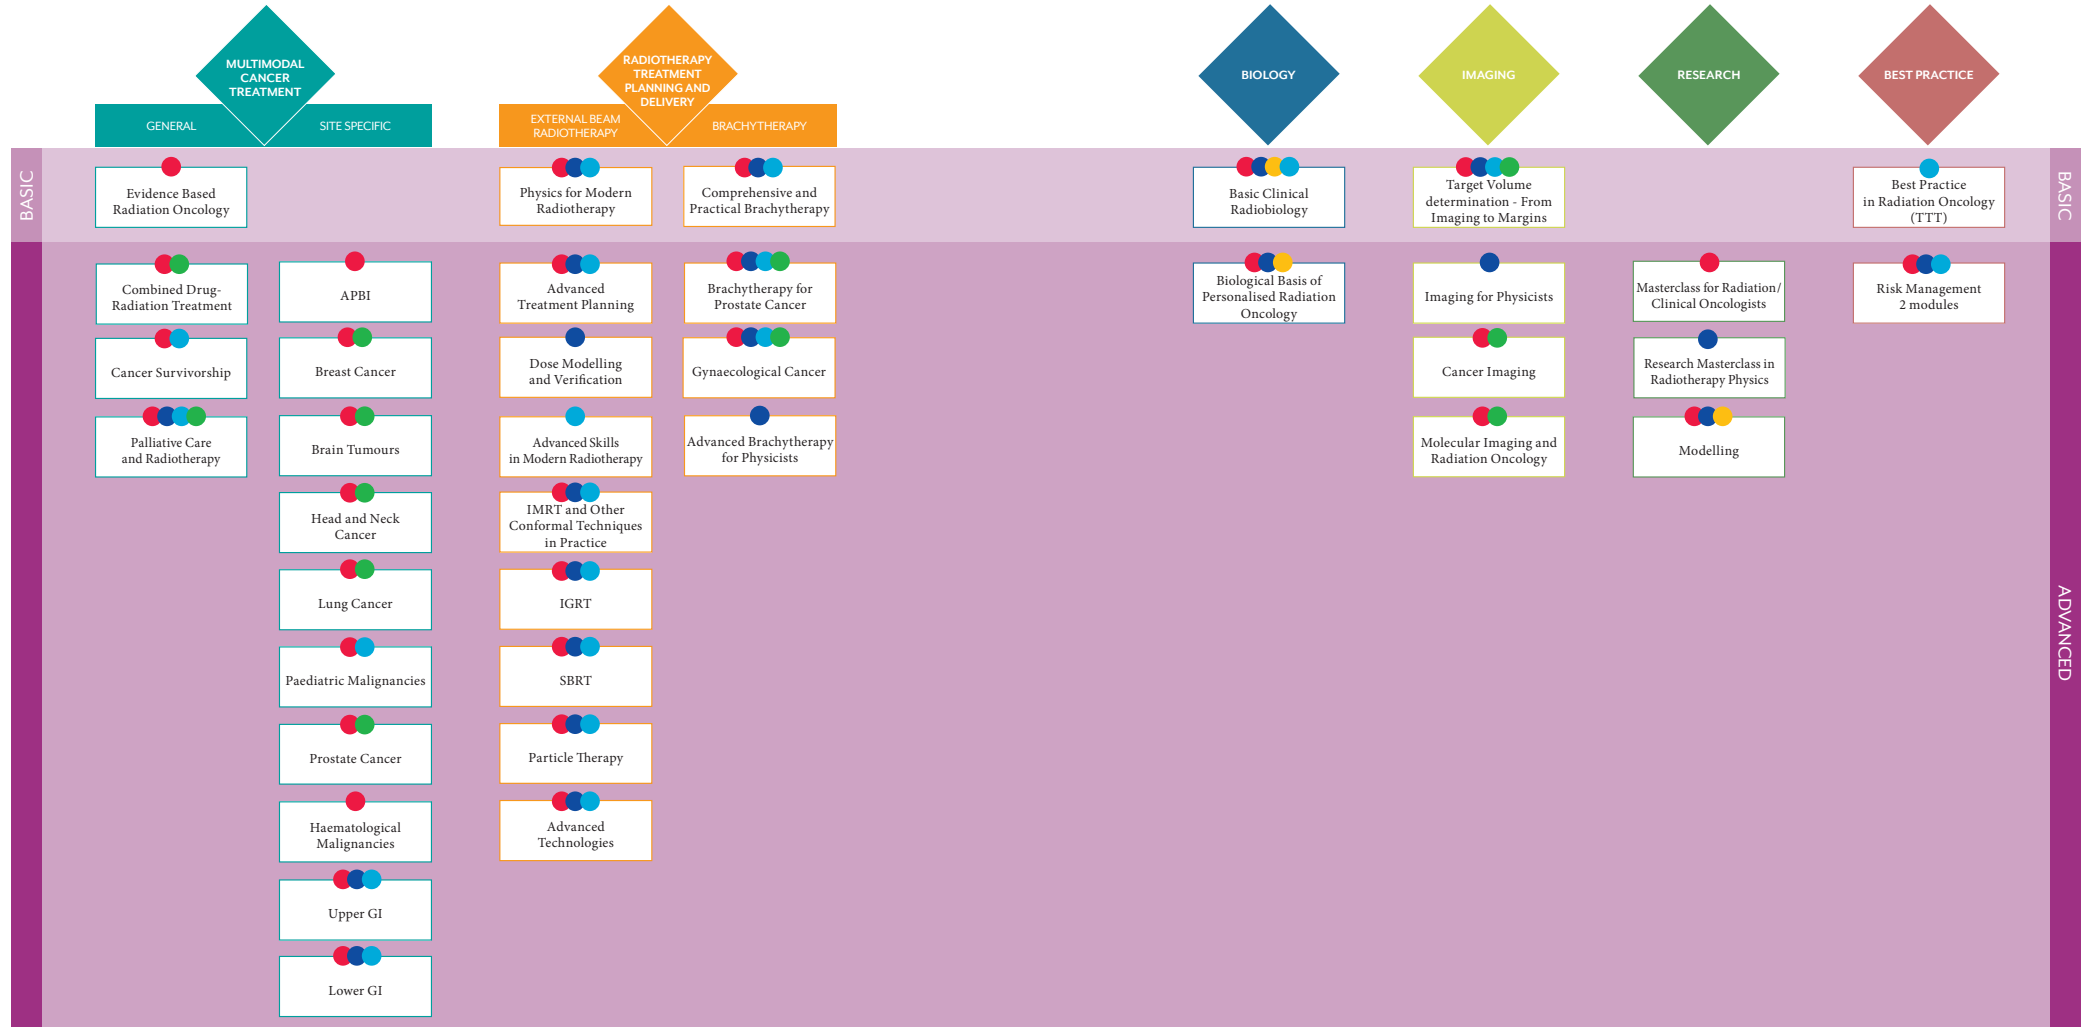 MULTIMODAL
CANCER
TREATMENT
GENERAL
SITE SPECIFIC
RADIOTHERAPY
TREATMENT
PLANNING AND
DELIVERY
EXTERNAL BEAM
RADIOTHERAPY
BRACHYTHERAPY
BIOLOGY
IMAGING
RESEARCH
BEST PRACTICE
BASIC
Evidence Based
Radiation Oncology
Physics for Modern
Radiotherapy
Comprehensive and
Practical Brachytherapy
Basic Clinical
Radiobiology
Target Volume
determination - From
Imaging to Margins
Best Practice
in Radiation Oncology
(TTT)
BASIC
Combined Drug-
Radiation Treatment
Cancer Survivorship
Palliative Care
and Radiotherapy
APBI
Breast Cancer
Brain Tumours
Head and Neck
Cancer
Lung Cancer
Paediatric Malignancies
Prostate Cancer
Haematological
Malignancies
Upper GI
Lower GI
Advanced
Treatment Planning
Dose Modelling
and Verification
Advanced Skills
in Modern Radiotherapy
IMRT and Other
Conformal Techniques
in Practice
IGRT
SBRT
Particle Therapy
Advanced
Technologies
Brachytherapy for
Prostate Cancer
Gynaecological Cancer
Advanced Brachytherapy
for Physicists
Biological Basis of
Personalised Radiation
Oncology
Imaging for Physicists
Cancer Imaging
Molecular Imaging and
Radiation Oncology
Masterclass for Radiation/
Clinical Oncologists
Research Masterclass in
Radiotherapy Physics
Modelling
Risk Management
2 modules
ADVANCED